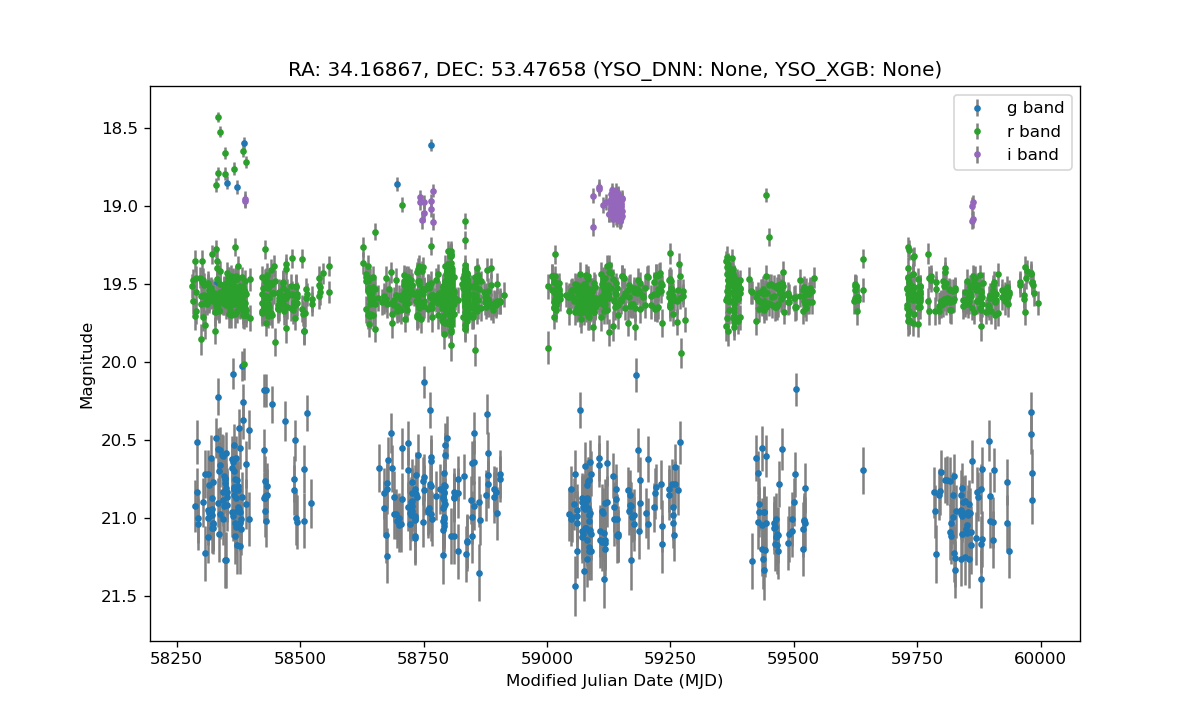 RA: 34.16867, DEC: 53.47658 (YSO_DNN: None, YSO_XGB: None)
g band
r band
i band
18.5
19.0
19.5
20.0
20.5
21.0
21.5
Magnitude
58250 58500 58750 59000 59250 59500 59750 60000
Modified Julian Date (MJD)